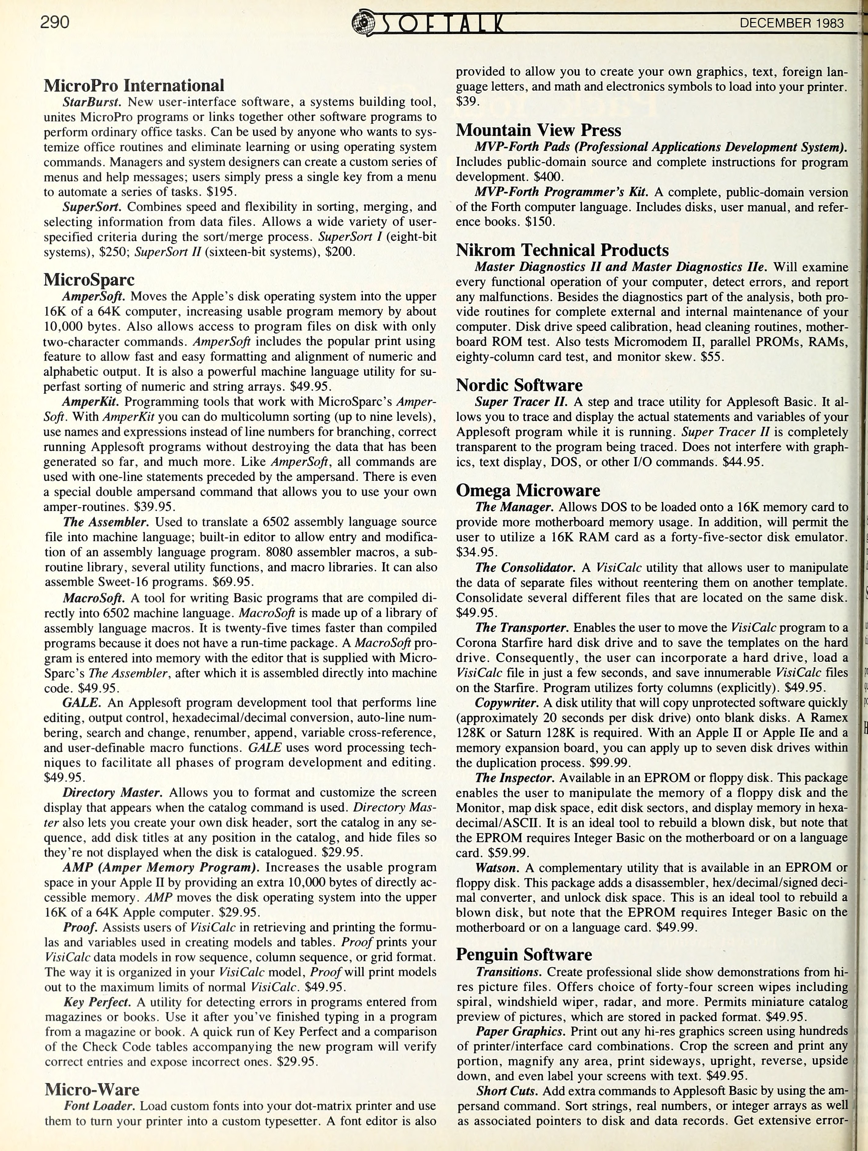 290
SOFTALK
DECEMBER 1983
MicroPro International
StarBurst. New user-interface software, a systems building tool,
unites MicroPro programs or links together other software programs to
perform ordinary office tasks. Can be used by anyone who wants to sys-
temize office routines and eliminate learning or using operating system
commands. Managers and system designers can create a custom series of
menus and help messages; users simply press a single key from a menu
to automate a series of tasks. $195.
SuperSort. Combines speed and flexibility in sorting, merging, and
selecting information from data files. Allows a wide variety of user-
specified criteria during the sort/merge process. SuperSort I (eight-bit
systems), $250; SuperSort II (sixteen-bit systems), $200.
MicroSparc
AmperSoft. Moves the Apple's disk operating system into the upper
16K of a 64K computer, increasing usable program memory by about
10,000 bytes. Also allows access to program files on disk with only
two-character commands. AmperSoft includes the popular print using
feature to allow fast and easy formatting and alignment of numeric and
alphabetic output. It is also a powerful machine language utility for su-
perfast sorting of numeric and string arrays. $49.95.
AmperKit. Programming tools that work with MicroSparc's Amper-
Soft. With AmperKit you can do multicolumn sorting (up to nine levels),
use names and expressions instead of line numbers for branching, correct
running Applesoft programs without destroying the data that has been
generated so far, and much more. Like AmperSoft, all commands are
used with one-line statements preceded by the ampersand. There is even
a special double ampersand command that allows you to use your own
amper-routines. $39.95.
The Assembler. Used to translate a 6502 assembly language source
file into machine language; built-in editor to allow entry and modifica-
tion of an assembly language program. 8080 assembler macros, a sub-
routine library, several utility functions, and macro libraries. It can also
assemble Sweet-16 programs. $69.95.
MacroSoft. A tool for writing Basic programs that are compiled di-
rectly into 6502 machine language. MacroSoft is made up of a library of
assembly language macros. It is twenty-five times faster than compiled
programs because it does not have a run-time package. A MacroSoft pro-
gram is entered into memory with the editor that is supplied with Micro-
Sparc's The Assembler, after which it is assembled directly into machine
code. $49.95.
GALE. An Applesoft program development tool that performs line
editing, output control, hexadecimal/decimal conversion, auto-line num-
bering, search and change, renumber, append, variable cross-reference,
and user-definable macro functions. GALE uses word processing tech-
niques to facilitate all phases of program development and editing.
$49.95.
Directory Master. Allows you to format and customize the screen
display that appears when the catalog command is used. Directory Mas-
ter also lets you create your own disk header, sort the catalog in any se-
quence, add disk titles at any position in the catalog, and hide files so
they're not displayed when the disk is catalogued. $29.95.
AMP (Amper Memory Program). Increases the usable program
space in your Apple II by providing an extra 10,000 bytes of directly ac-
cessible memory. AMP moves the disk operating system into the upper
16K of a 64K Apple computer. $29.95.
Proof. Assists users of VisiCalc in retrieving and printing the formu-
las and variables used in creating models and tables. Proof prints your
VisiCalc data models in row sequence, column sequence, or grid format.
The way it is organized in your VisiCalc model, Proof will print models
out to the maximum limits of normal VisiCalc. $49.95.
Key Perfect. A utility for detecting errors in programs entered from
magazines or books. Use it after you've finished typing in a program
from a magazine or book. A quick run of Key Perfect and a comparison
of the Check Code tables accompanying the new program will verify
correct entries and expose incorrect ones. $29.95.
Micro-Ware
Font Loader. Load custom fonts into your dot-matrix printer and use
them to turn your printer into a custom typesetter. A font editor is also
provided to allow you to create your own graphics, text, foreign lan-
guage letters, and math and electronics symbols to load into your printer.
$39.
Mountain View Press
MVP-Forth Pads (Professional Applications Development System).
Includes public-domain source and complete instructions for program
development. $400.
MVP-Forth Programmer's Kit. A complete, public-domain version
of the Forth computer language. Includes disks, user manual, and refer-
ence books. $150.
Nikrom Technical Products
Master Diagnostics II and Master Diagnostics IIe. Will examine
every functional operation of your computer, detect errors, and report
any malfunctions. Besides the diagnostics part of the analysis, both pro-
vide routines for complete external and internal maintenance of your
computer. Disk drive speed calibration, head cleaning routines, mother-
board ROM test. Also tests Micromodem II, parallel PROMs, RAMs,
eighty-column card test, and monitor skew. $55.
Nordic Software
Super Tracer II. A step and trace utility for Applesoft Basic. It al-
lows you to trace and display the actual statements and variables of your
Applesoft program while it is running. Super Tracer II is completely
transparent to the program being traced. Does not interfere with graph-
ics, text display, DOS, or other I/O commands. $44.95.
Omega Microware
The Manager. Allows DOS to be loaded onto a 16K memory card to
provide more motherboard memory usage. In addition, will permit the
user to utilize a 16K RAM card as a forty-five-sector disk emulator.
$34.95.
The Consolidator. A VisiCalc utility that allows user to manipulate
the data of separate files without reentering them on another template.
Consolidate several different files that are located on the same disk.
$49.95.
The Transporter. Enables the user to move the VisiCalc program to a
Corona Starfire hard disk drive and to save the templates on the hard
drive. Consequently, the user can incorporate a hard drive, load a
VisiCalc file in just a few seconds, and save innumerable VisiCalc files
on the Starfire. Program utilizes forty columns (explicitly). $49.95.
Copywriter. A disk utility that will copy unprotected software quickly
(approximately 20 seconds per disk drive) onto blank disks. A Ramex
128K or Saturn 128K is required. With an Apple II or Apple IIe and a
memory expansion board, you can apply up to seven disk drives within
the duplication process. $99.99.
The Inspector. Available in an EPROM or floppy disk. This package
enables the user to manipulate the memory of a floppy disk and the
Monitor, map disk space, edit disk sectors, and display memory in hexa-
decimal/ASCII. It is an ideal tool to rebuild a blown disk, but note that
the EPROM requires Integer Basic on the motherboard or on a language
card. $59.99.
Watson. A complementary utility that is available in an EPROM or
floppy disk. This package adds a disassembler, hex/decimal/signed deci-
mal converter, and unlock disk space. This is an ideal tool to rebuild a
blown disk, but note that the EPROM requires Integer Basic on the
motherboard or on a language card. $49.99.
Penguin Software
Transitions. Create professional slide show demonstrations from hi-
res picture files. Offers choice of forty-four screen wipes including
spiral, windshield wiper, radar, and more. Permits miniature catalog
preview of pictures, which are stored in packed format. $49.95.
Paper Graphics. Print out any hi-res graphics screen using hundreds
of printer/interface card combinations. Crop the screen and print any
portion, magnify any area, print sideways, upright, reverse, upside
down, and even label your screens with text. $49.95.
Short Cuts. Add extra commands to Applesoft Basic by using the am-
persand command. Sort strings, real numbers, or integer arrays as well
as associated pointers to disk and data records. Get extensive error-